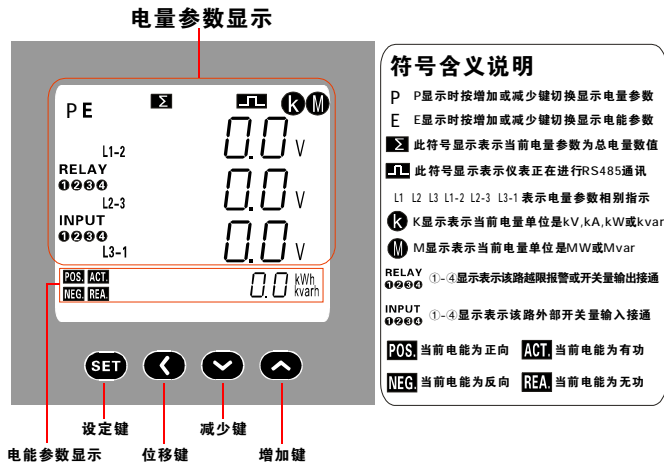 电量参数显示
P E Σ K M
L1-2 0.0 V
RELAY
①②③④
L2-3 0.0 V
INPUT
①②③④
L3-1 0.0 V
POS. ACT. 0.0 kWh
NEG. REA. kvarh
SET
设定键 减少键
电能参数显示 位移键 增加键
符号含义说明
P P显示时按增加或减少键切换显示电量参数
E E显示时按增加或减少键切换显示电能参数
Σ 此符号显示表示当前电量参数为总电量数值
此符号显示表示仪表正在进行RS485通讯
L1 L2 L3 L1-2 L2-3 L3-1 表示电量参数相别指示
K K显示表示当前电量单位是kV,kA,kW或kvar
M M显示表示当前电量单位是MW或Mvar
RELAY
①②③④ ①-④显示表示该路越限报警或开关量输出接通
INPUT
①②③④ ①-④显示表示该路外部开关量输入接通
POS. 当前电能为正向 ACT. 当前电能为有功
NEG. 当前电能为反向 REA. 当前电能为无功